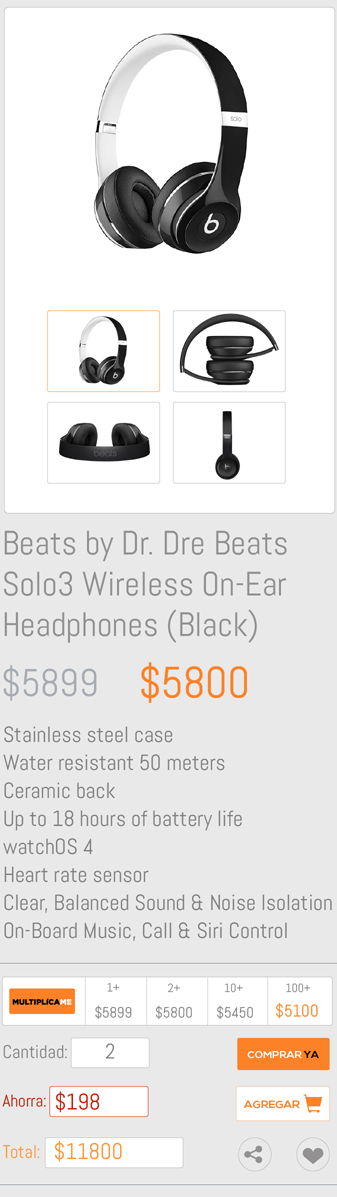 solo
b
beats
Beats by Dr. Dre Beats
Solo3 Wireless On-Ear
Headphones (Black)
$5899 $5800
Stainless steel case
Water resistant 50 meters
Ceramic back
Up to 18 hours of battery life
watchOS 4
Heart rate sensor
Clear, Balanced Sound & Noise Isolation
On-Board Music, Call & Siri Control
MULTIPLÍCAME 1+ 2+ 10+ 100+
$5899 $5800 $5450 $5100
Cantidad: 2 COMPRAR YA
Ahorra: $198 AGREGAR
Total: $11800